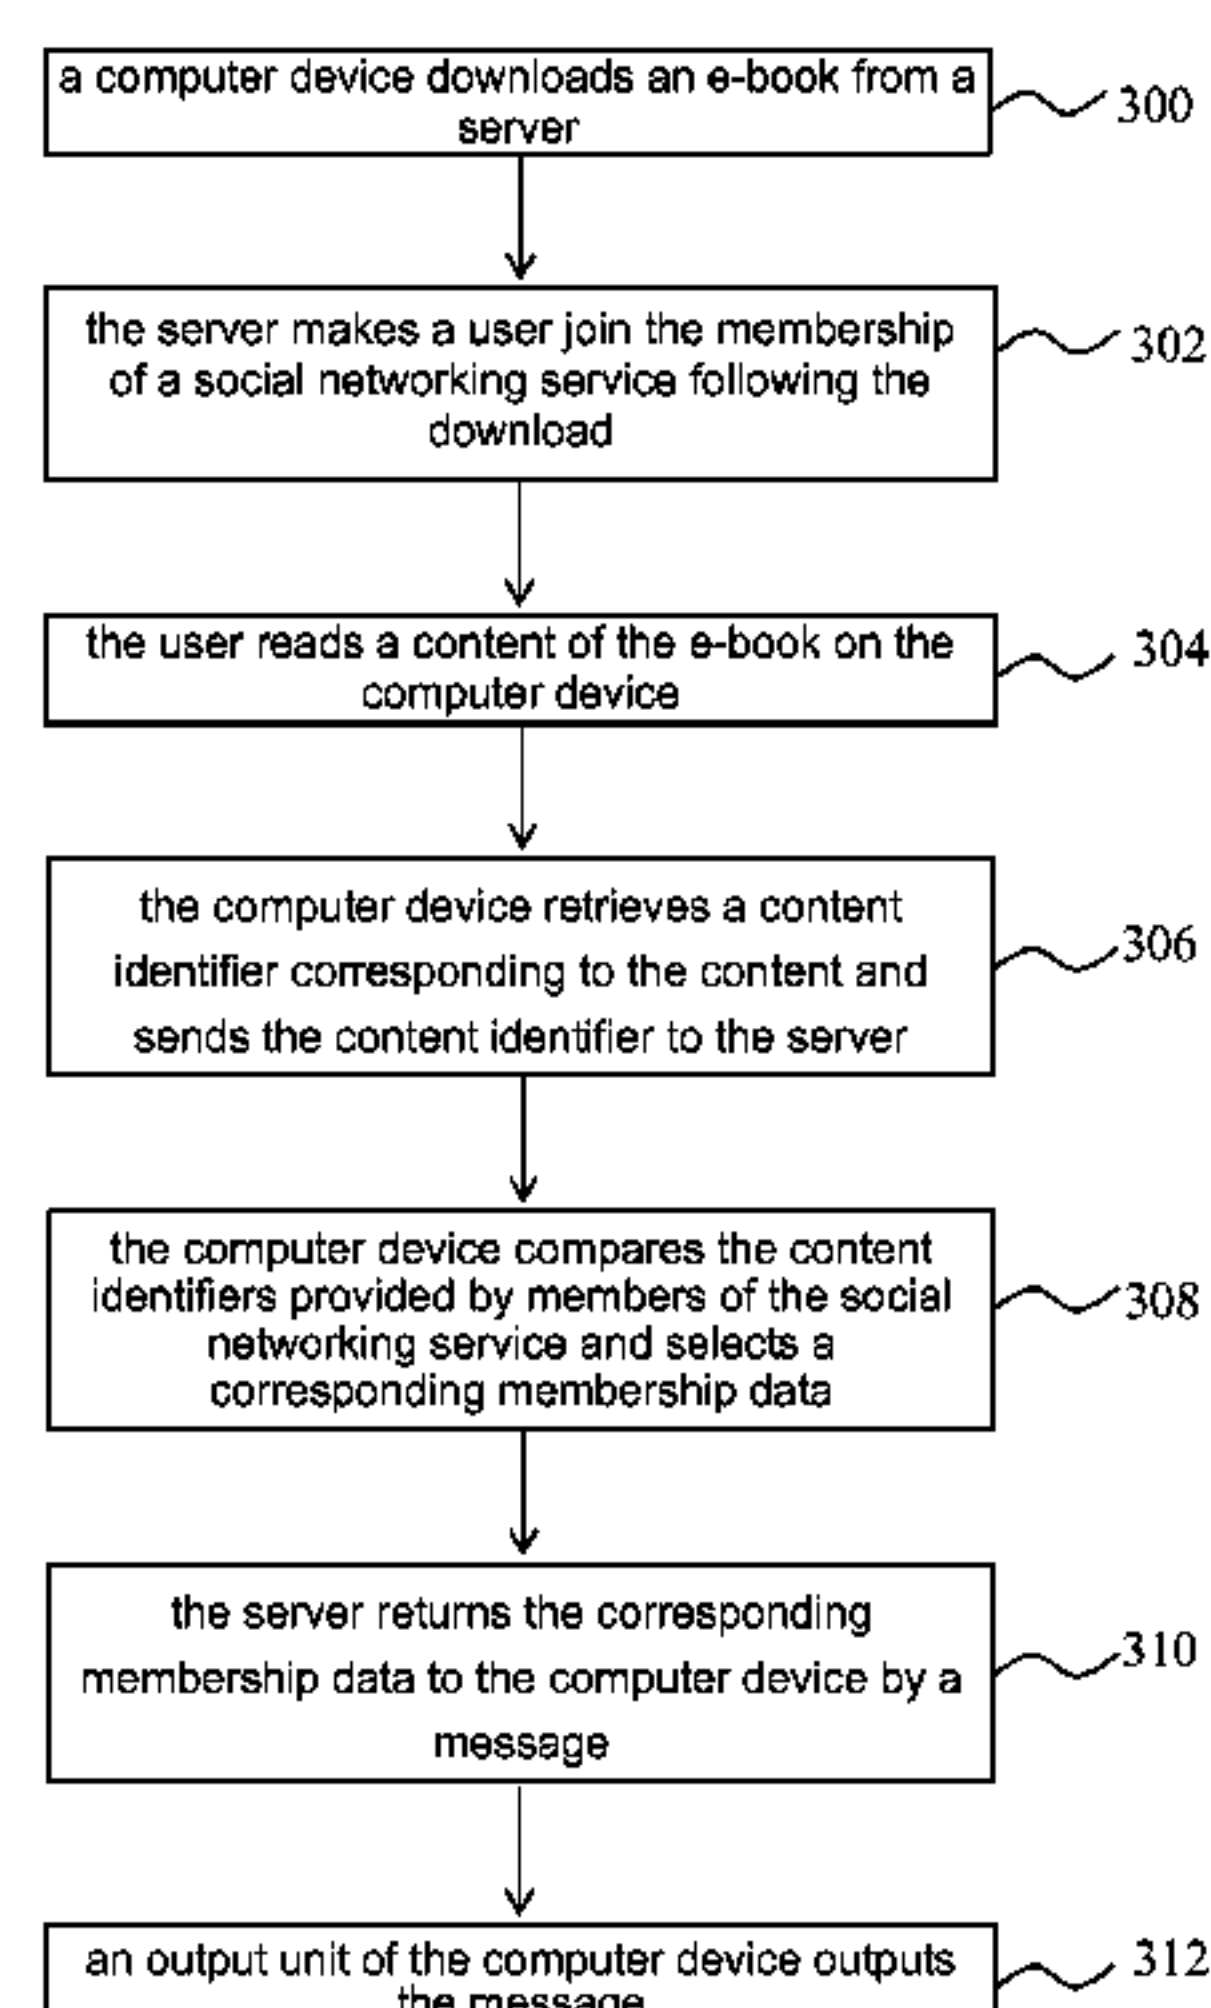 a computer device downloads an e-book from a
server
300
the server makes a user join the membership
of a social networking service following the
download
302
the user reads a content of the e-book on the
computer device
304
the computer device retrieves a content
identifier corresponding to the content and
sends the content identifier to the server
306
the computer device compares the content
identifiers provided by members of the social
networking service and selects a
corresponding membership data
308
the server returns the corresponding
membership data to the computer device by a
message
310
an output unit of the computer device outputs
the message
312